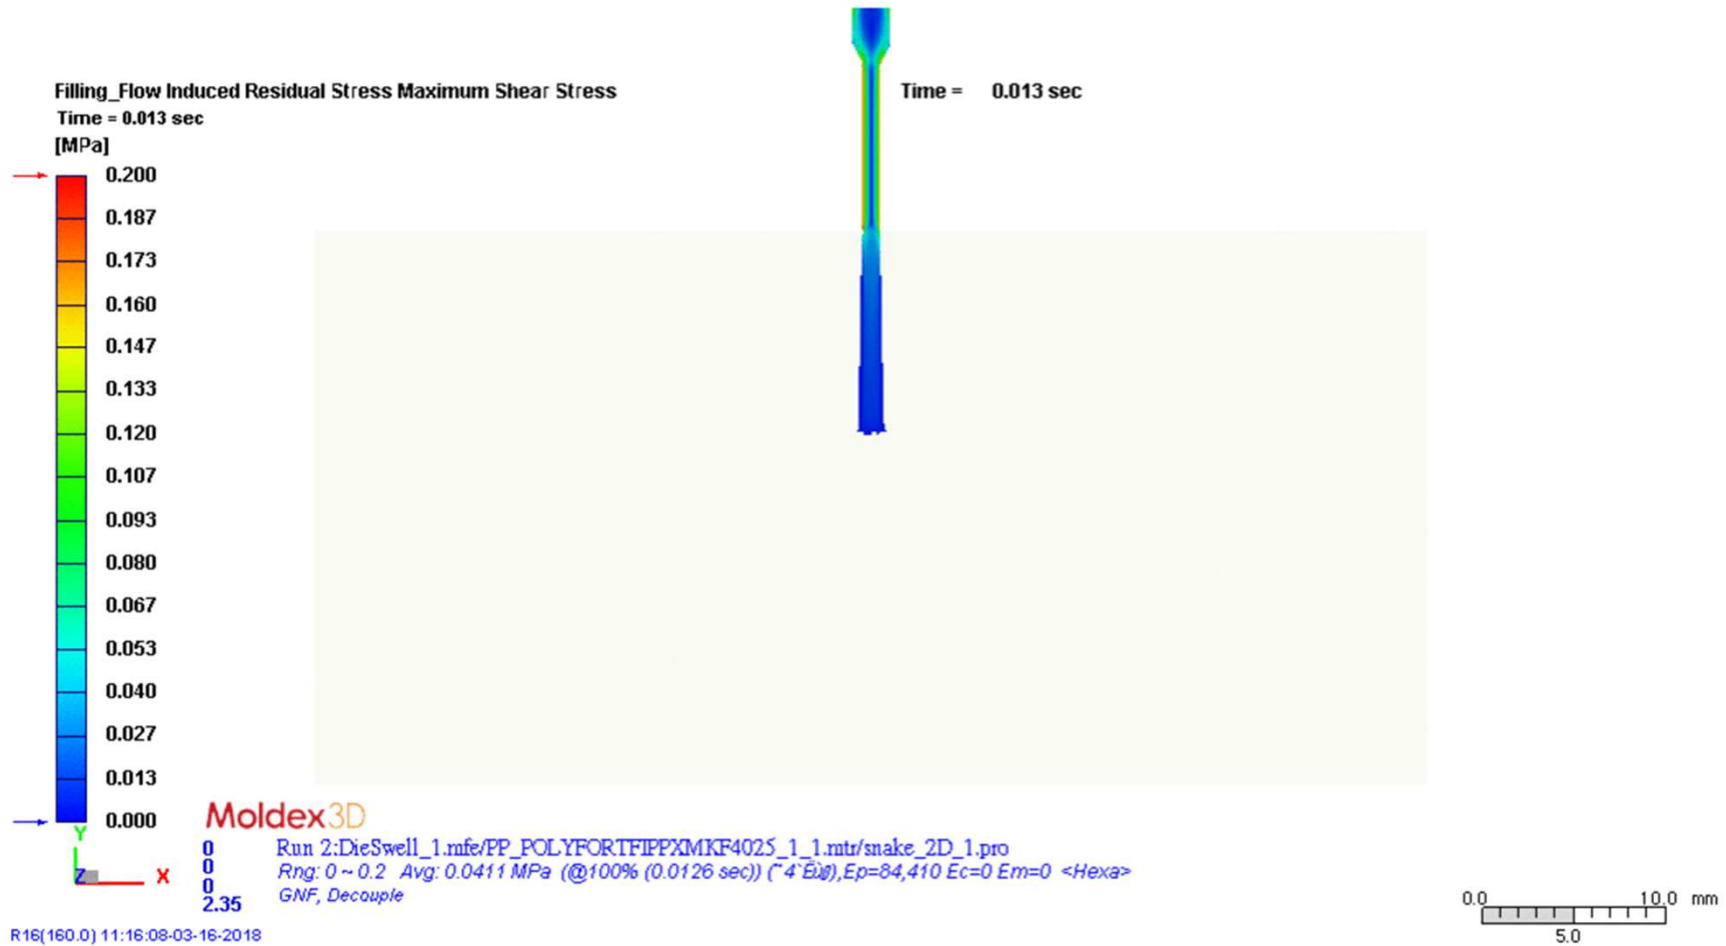 Filling_Flow Induced Residual Stress Maximum Shear Stress
Time = 0.013 sec
Time = 0.013 sec
[MPa]
0.200
0.187
0.173
0.160
0.147
0.133
0.120
0.107
0.093
0.080
0.067
0.053
0.040
0.027
0.013
0.000
Y
Z
X
Moldex3D
0
0
0
2.35
Run 2:DieSwell_1.mfe/PP_POLYFORTFIPPXMKF4025_1_1.mtr/snake_2D_1.pro
Rng: 0 ~ 0.2 Avg: 0.0411 MPa (@100% (0.0126 sec)) ,Ep=84,410 Ec=0 Em=0 <Hexa>
GNF, Decouple
0.0
10.0 mm
5.0
R16(160.0) 11:16:08-03-16-2018